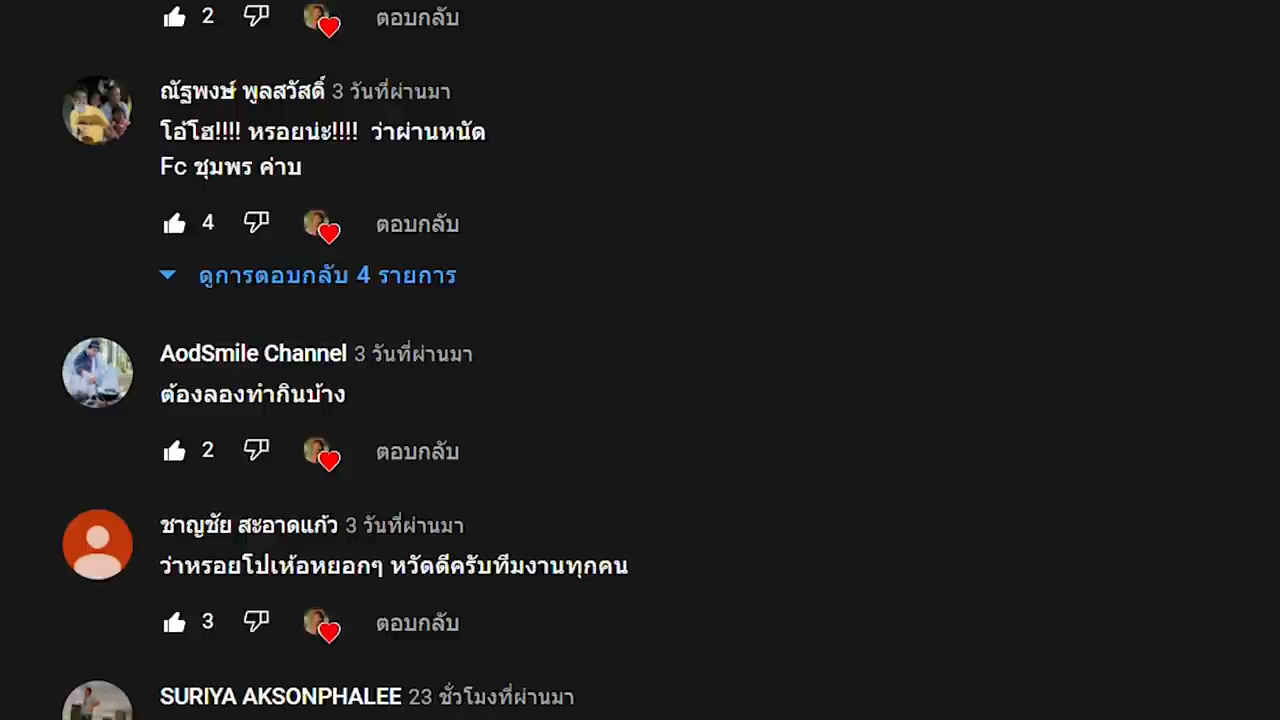 2 ตอบกลับ
ณัฐพงษ์ พูลสวัสดิ์ 3 วันที่ผ่านมา
โอ้โฮ!!!! หรอยน่ะ!!!! ว่าผ่านหนัด
Fc ชุมพร ค่าบ
4 ตอบกลับ
ดูการตอบกลับ 4 รายการ
AodSmile Channel 3 วันที่ผ่านมา
ต้องลองทำกินบ้าง
2 ตอบกลับ
ชาญชัย สะอาดแก้ว 3 วันที่ผ่านมา
ว่าหรอยโปเห้อหยอกๆ หวัดดีครับทีมงานทุกคน
3 ตอบกลับ
SURIYA AKSONPHALEE 23 ชั่วโมงที่ผ่านมา